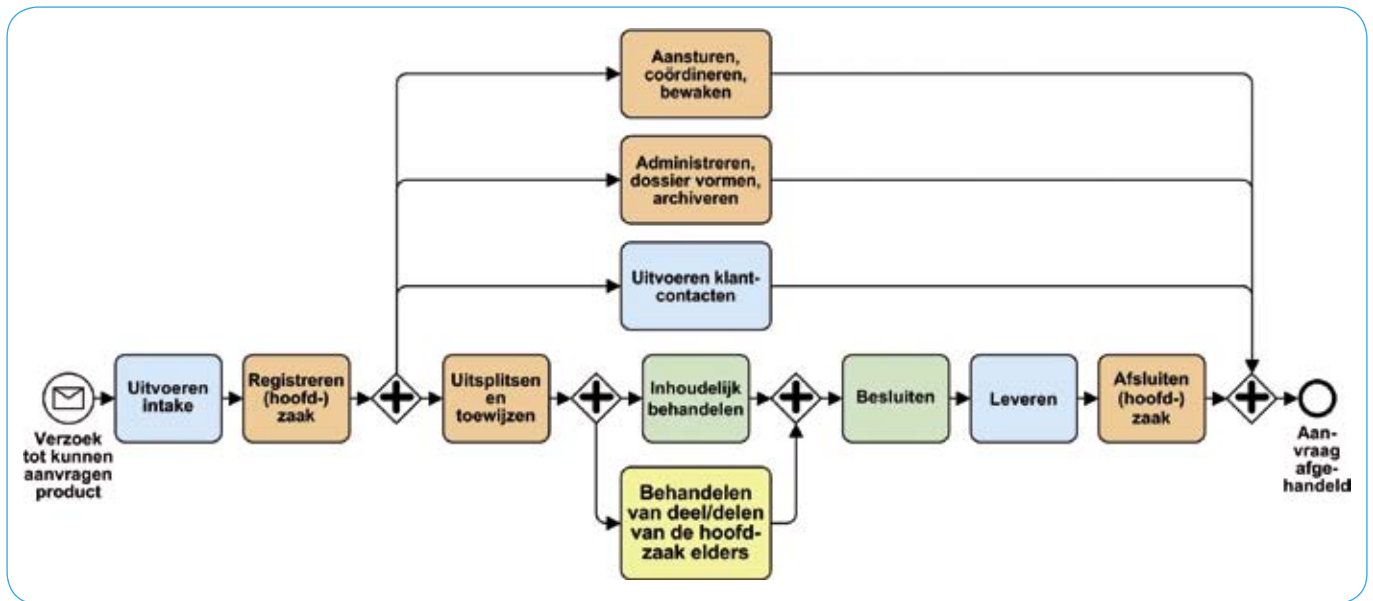 Aansturen,
coördineren,
bewaken
Administreren,
dossier vormen,
archiveren
Uitvoeren klant-
contacten
Verzoek
tot kunnen
aanvragen
product
Uitvoeren
intake
Registreren
(hoofd-)
zaak
Uitsplitsen
en
toewijzen
Inhoudelijk
behandelen
Behandelen
van deel/delen
van de hoofd-
zaak elders
Besluiten
Leveren
Afsluiten
(hoofd-)
zaak
Aan-
vraag
afge-
handeld